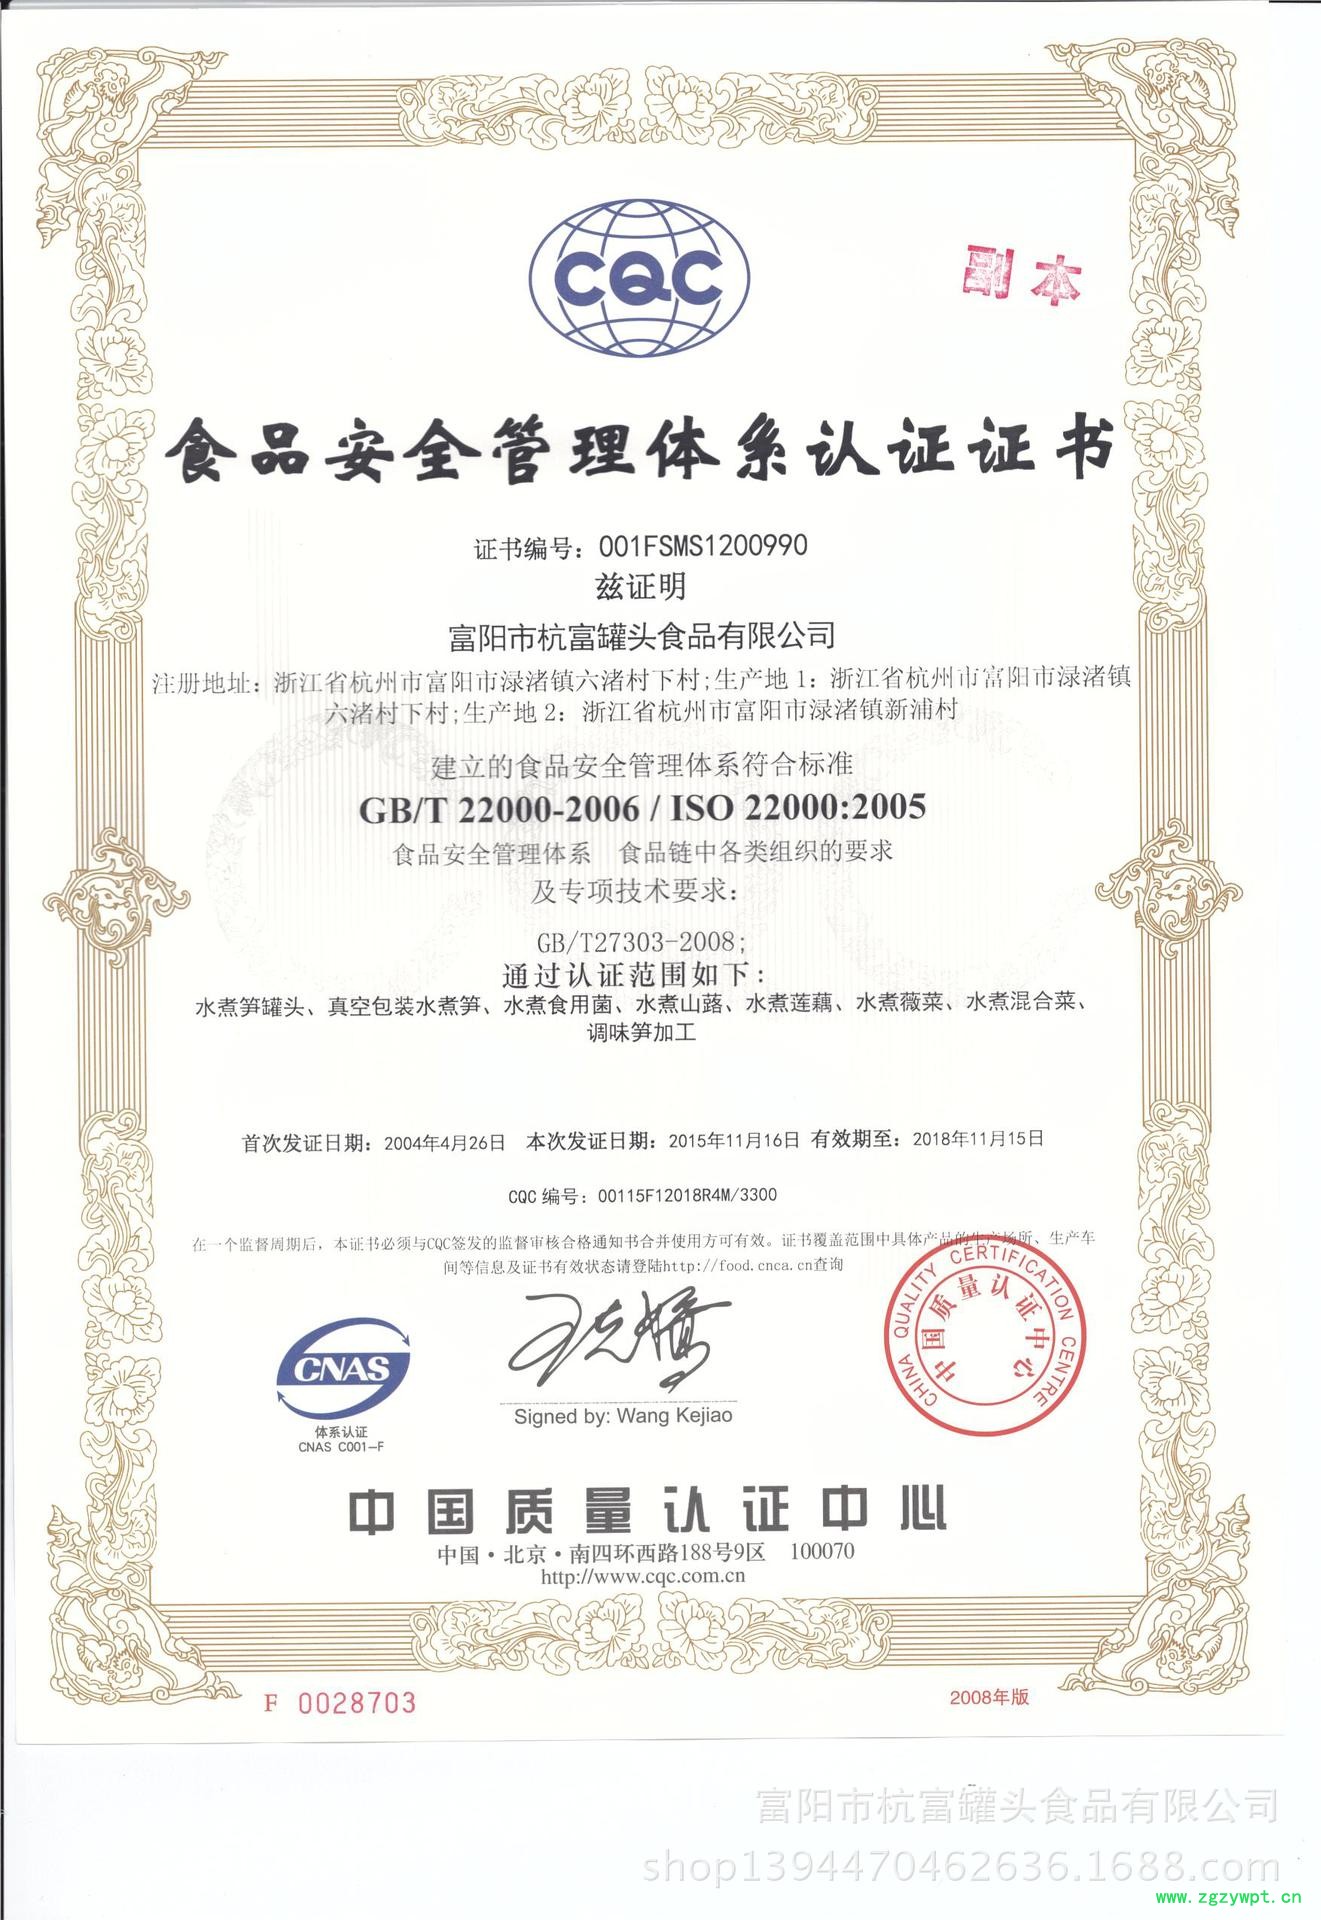 CQC
副本
食品安全管理体系认证证书
证书编号：001FSMS1200990
兹证明
富阳市杭富罐头食品有限公司
注册地址：浙江省杭州市富阳市渌渚镇六渚村下村;生产地1：浙江省杭州市富阳市渌渚镇
六渚村下村;生产地2：浙江省杭州市富阳市渌渚镇新浦村
建立的食品安全管理体系符合标准
GB/T 22000-2006 / ISO 22000:2005
食品安全管理体系 食品链中各类组织的要求
及专项技术要求：
GB/T27303-2008;
通过认证范围如下：
水煮笋罐头、真空包装水煮笋、水煮食用菌、水煮山蕗、水煮莲藕、水煮薇菜、水煮混合菜、
调味笋加工
首次发证日期：2004年4月26日 本次发证日期：2015年11月16日 有效期至：2018年11月15日
CQC 编号：00115F12018R4M/3300
在一个监督周期后，本证书必须与CQC签发的监督审核合格通知书合并使用方可有效。证书覆盖范围中具体产品的生产场所、生产车
间等信息及证书有效状态请登陆http://food.cnca.cn查询
CHINA QUALITY CERTIFICATION CENTRE
中国质量认证中心
CNAS
体系认证
CNAS C001-F
Signed by: Wang Kejiao
中国质量认证中心
中国·北京·南四环西路188号9区 100070
http://www.cqc.com.cn
F 0028703
2008年版
富阳市杭富罐头食品有限公司
shop1394470462636.1688.com
www.zgzywpt.cn